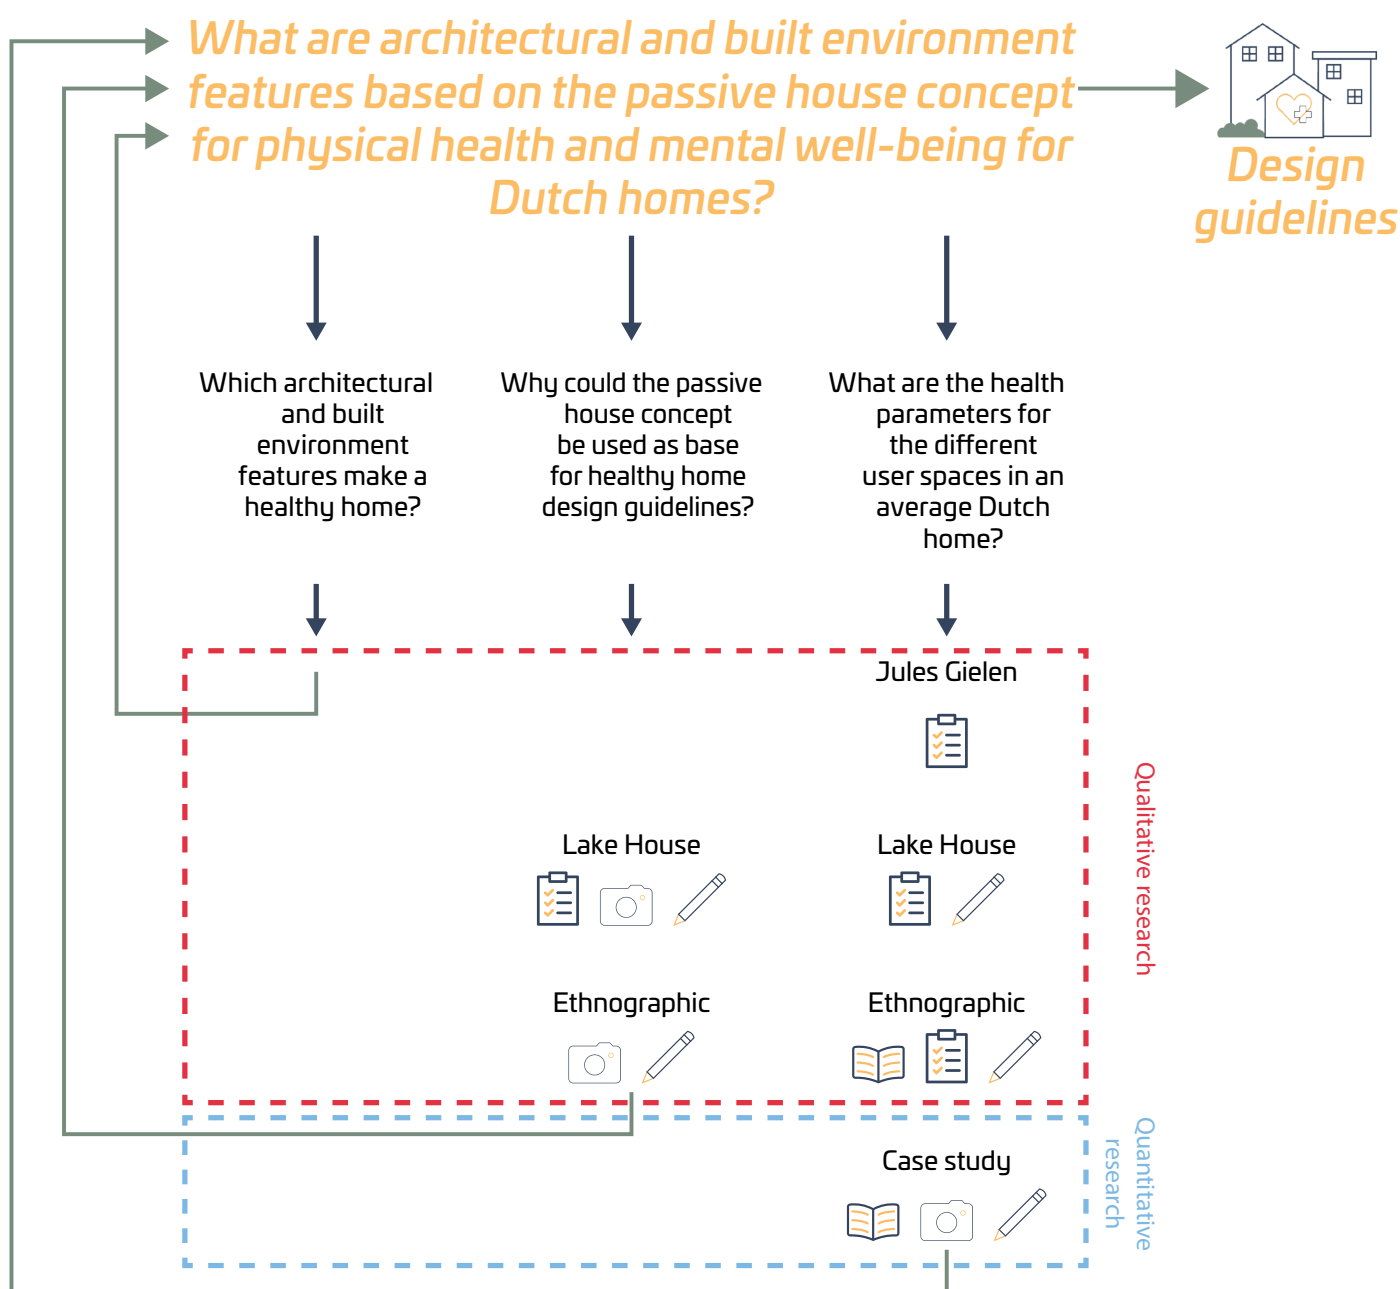 What are architectural and built environment
features based on the passive house concept
for physical health and mental well-being for
Dutch homes?
Design
guidelines
Which architectural
and built
environment
features make a
healthy home?
Why could the passive
house concept
be used as base
for healthy home
design guidelines?
What are the health
parameters for
the different
user spaces in an
average Dutch
home?
Jules Gielen
Lake House
Lake House
Ethnographic
Ethnographic
Qualitative research
Case study
Quantitative
research